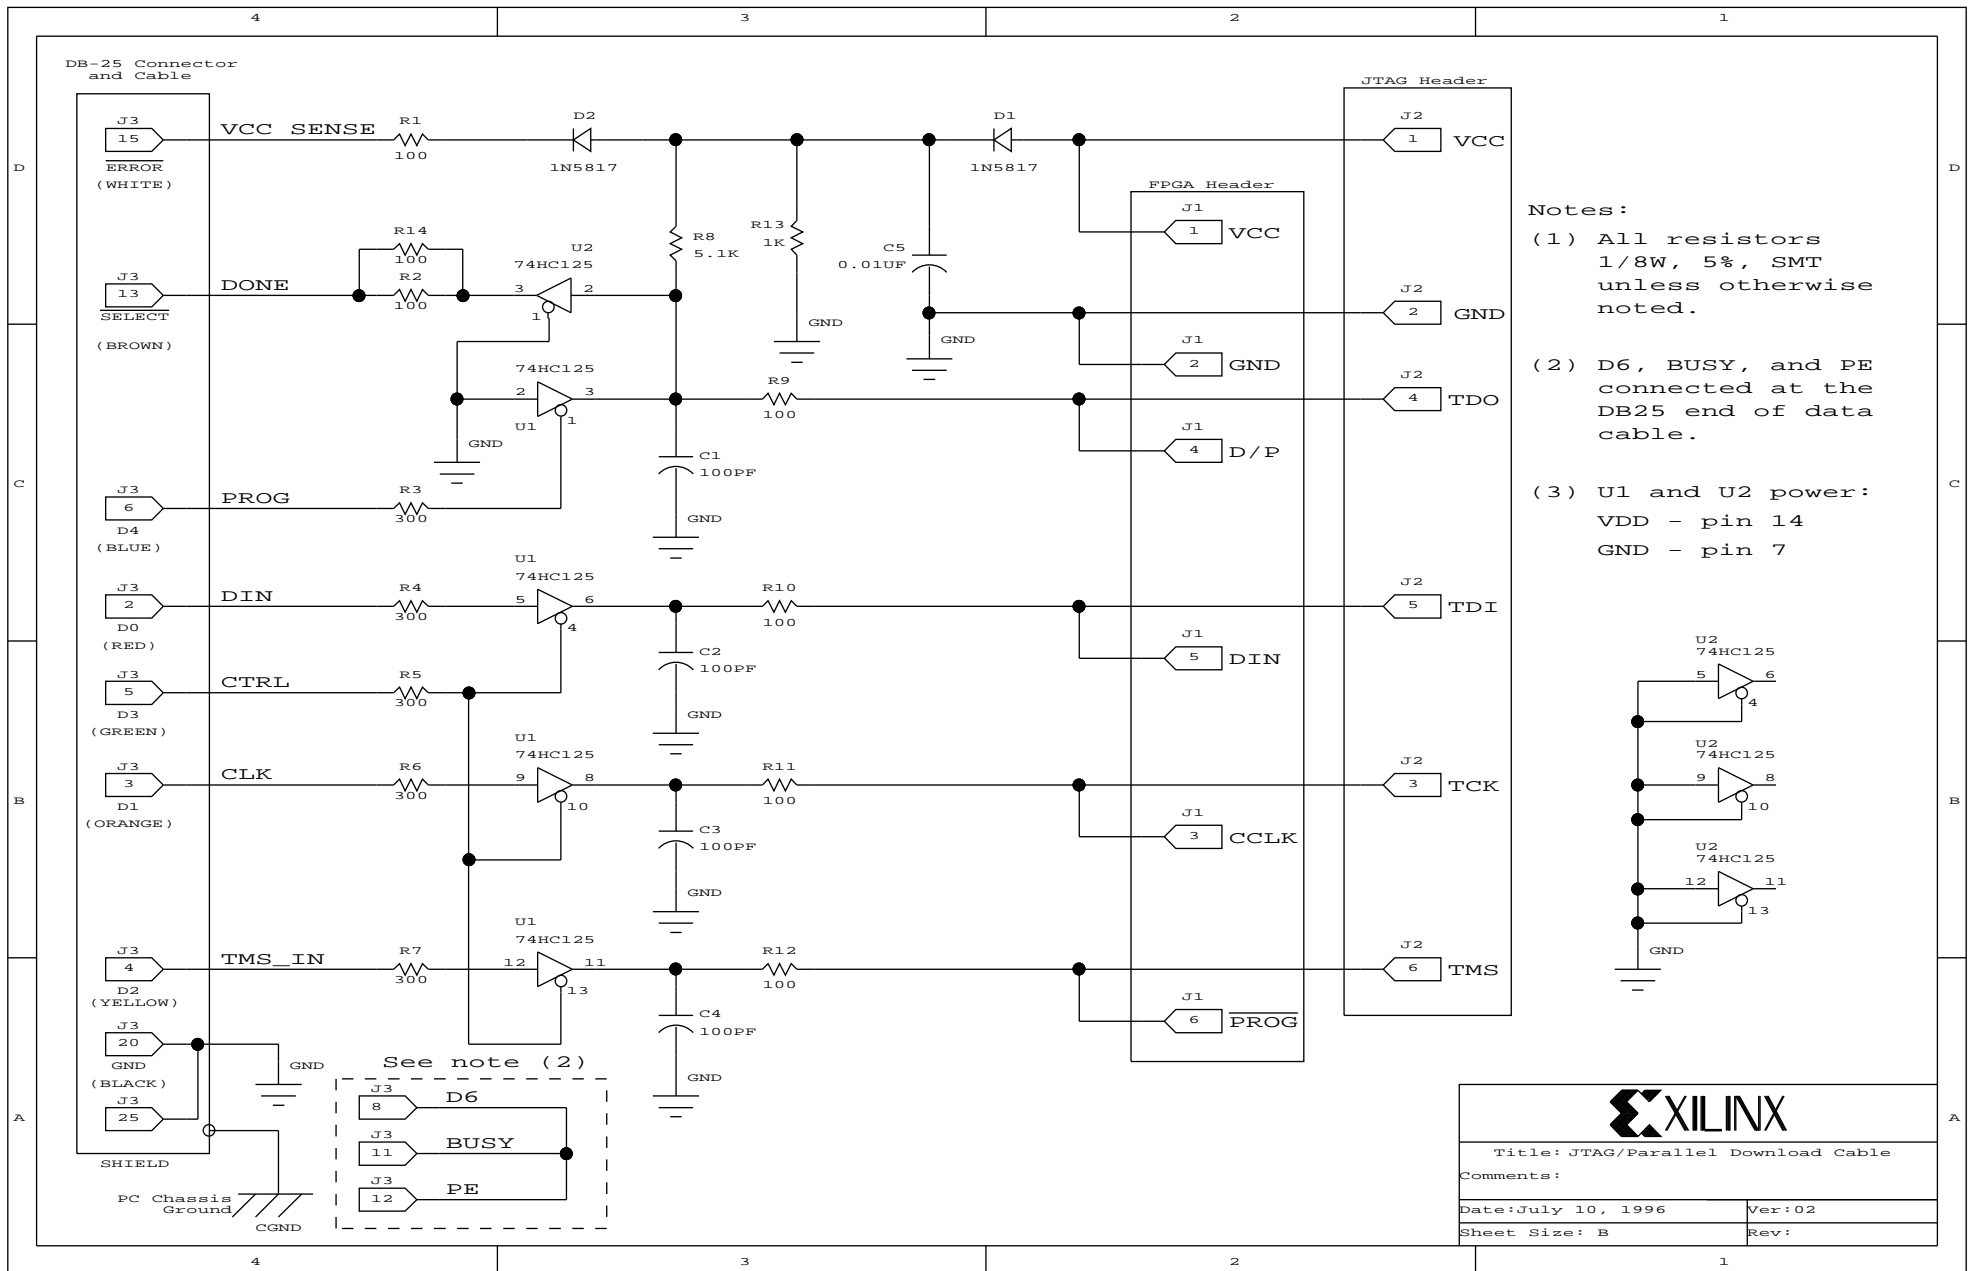 4 3 2 1
DB-25 Connector
and Cable
JTAG Header
J3
15
VCC SENSE
R1
100
D2
1N5817
D1
1N5817
J2
1
VCC
ERROR
(WHITE)
D
D
FPGA Header
J1
1
VCC
R14
100
R2
100
J3
13
DONE
SELECT
(BROWN)
U2
74HC125
3
2
1
R8
5.1K
R13
1K
GND
C5
0.01UF
GND
J2
2
GND
J1
2
GND
74HC125
2
3
U1
1
GND
R9
100
J2
4
TDO
J1
4
D/P
C1
100PF
GND
C
C
J3
6
PROG
D4
(BLUE)
R3
300
J3
2
DIN
D0
(RED)
R4
300
U1
74HC125
5
6
4
R10
100
J2
5
TDI
C2
100PF
GND
J1
5
DIN
J3
5
CTRL
D3
(GREEN)
R5
300
J3
3
CLK
D1
(ORANGE)
R6
300
U1
74HC125
9
8
10
R11
100
J2
3
TCK
B
B
C3
100PF
GND
J1
3
CCLK
J3
4
TMS_IN
D2
(YELLOW)
R7
300
U1
74HC125
12
11
13
R12
100
J2
6
TMS
C4
100PF
GND
J1
6
PROG
J3
20
GND
(BLACK)
GND
J3
25
SHIELD
PC Chassis
Ground
CGND
See note (2)
J3
8
D6
J3
11
BUSY
J3
12
PE
A
A
Notes:
(1) All resistors
1/8W, 5%, SMT
unless otherwise
noted.
(2) D6, BUSY, and PE
connected at the
DB25 end of data
cable.
(3) U1 and U2 power:
VDD - pin 14
GND - pin 7
U2
74HC125
5
6
4
U2
74HC125
9
8
10
U2
74HC125
12
11
13
GND
XILINX
Title: JTAG/Parallel Download Cable
Comments:
Date:July 10, 1996
Ver:02
Sheet Size: B
Rev:
4 3 2 1